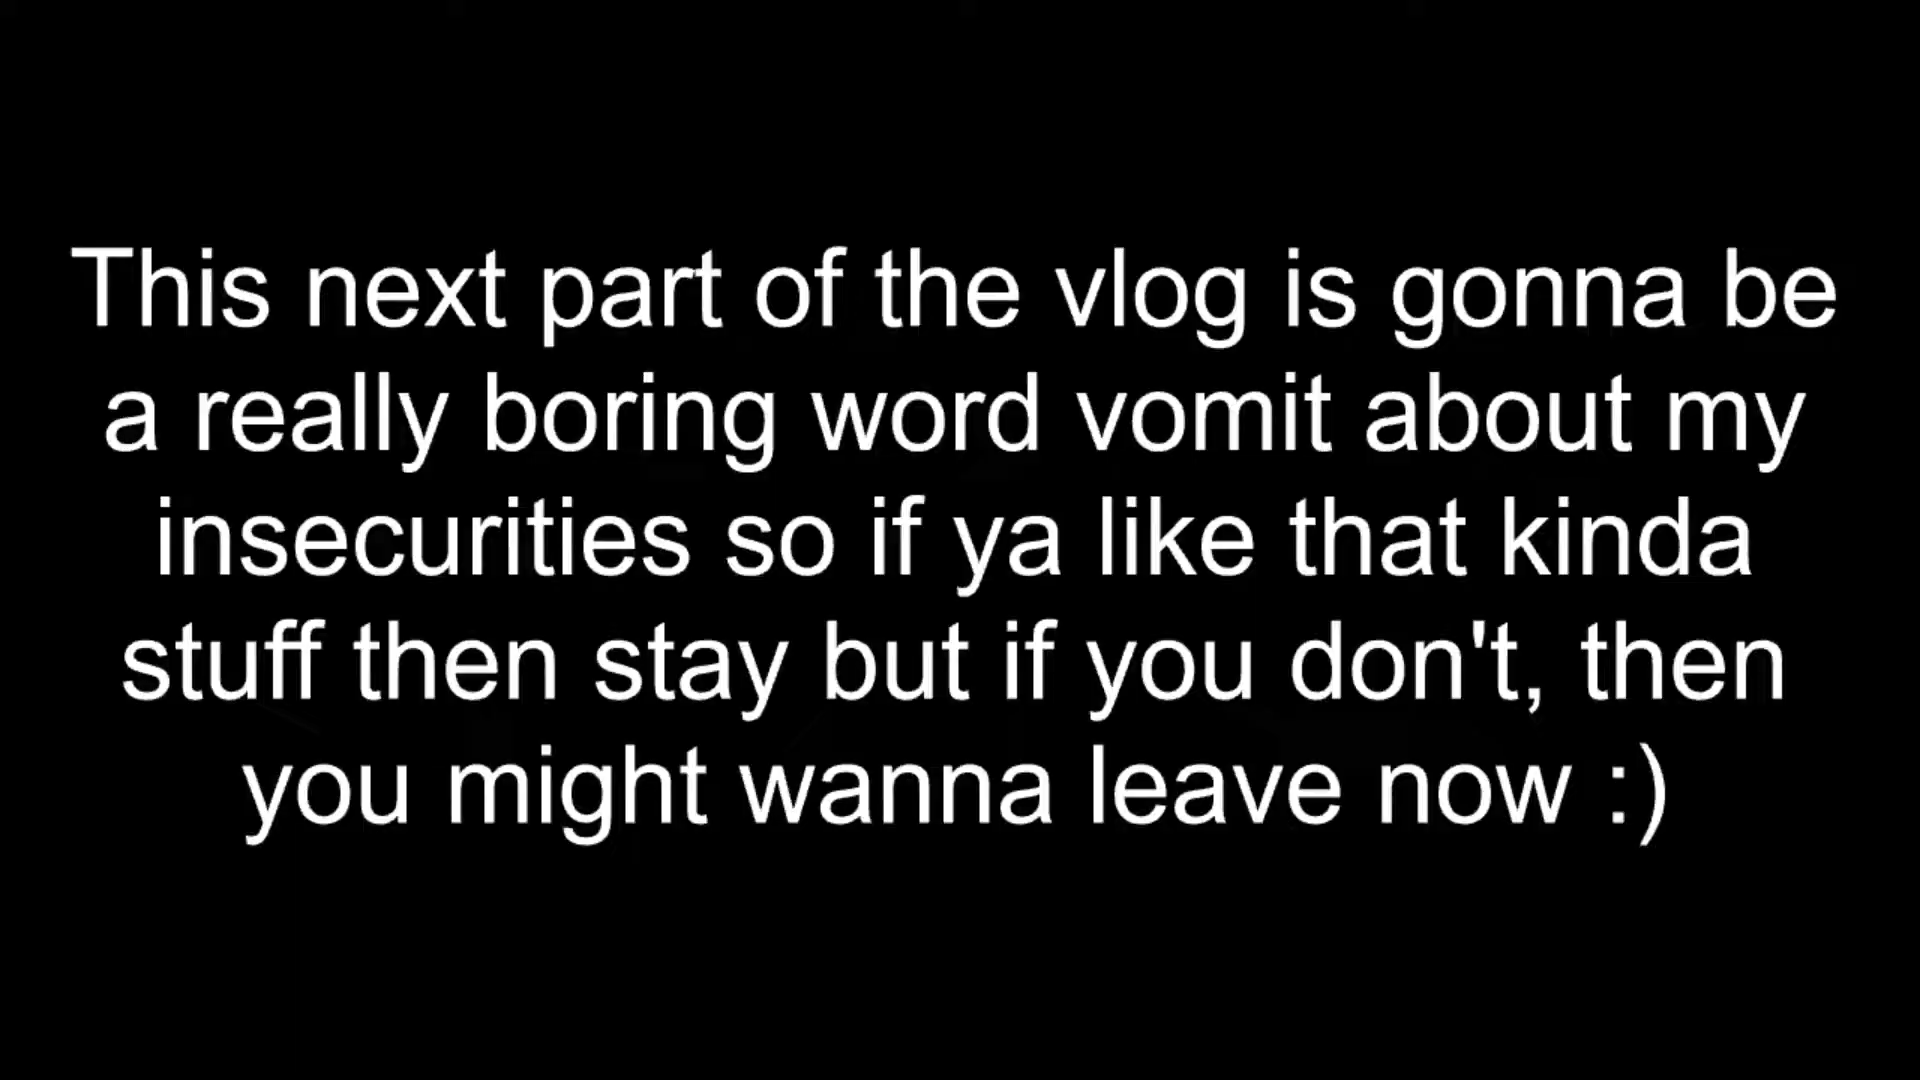 This next part of the vlog is gonna be
a really boring word vomit about my
insecurities so if ya like that kinda
stuff then stay but if you don't, then
you might wanna leave now :)